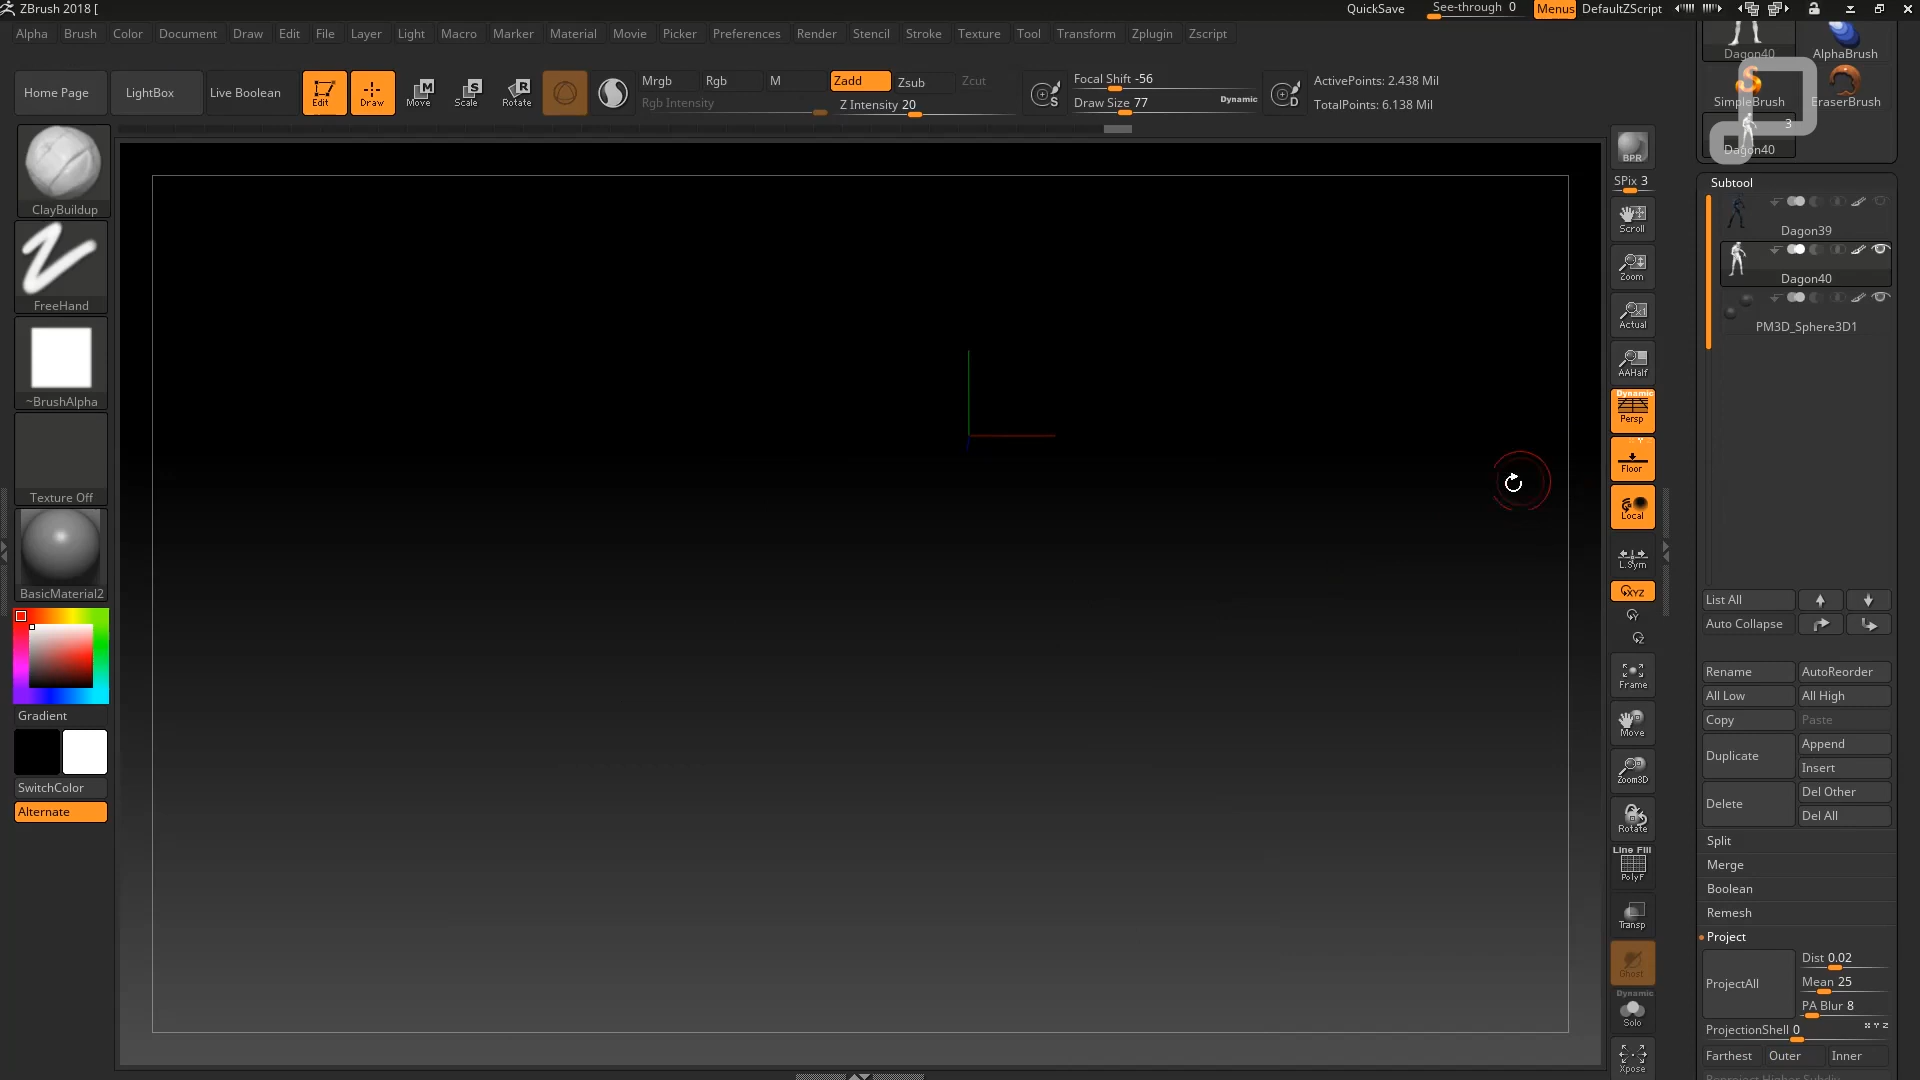 ZBrush 2018 [
QuickSave See-through 0 Menus DefaultZScript
Alpha Brush Color Document Draw Edit File Layer Light Macro Marker Material Movie Picker Preferences Render Stencil Stroke Texture Tool Transform Zplugin Zscript
Home Page LightBox Live Boolean Edit Draw Move Scale Rotate
Mrgb Rgb M Zadd Zsub Zcut
Rgb Intensity Z Intensity 20
Focal Shift -56
Draw Size 77 Dynamic
ActivePoints: 2.438 Mil
TotalPoints: 6.138 Mil
ClayBuildup
FreeHand
~BrushAlpha
Texture Off
BasicMaterial2
Gradient
SwitchColor
Alternate
BPR
SPix 3
Scroll
Zoom
Actual
AAHalf
Dynamic
Persp
Floor
Local
L.Sym
XYZ
Y
Z
Frame
Move
Zoom3D
Rotate
Line Fill
PolyF
Transp
Ghost
Dynamic
Solo
Xpose
Dagon40 AlphaBrush
SimpleBrush EraserBrush
3
Dagon40
Subtool
Dagon39
Dagon40
PM3D_Sphere3D1
List All
Auto Collapse
Rename AutoReorder
All Low All High
Copy Paste
Duplicate Append
Insert
Delete Del Other
Del All
Split
Merge
Boolean
Remesh
Project
ProjectAll Dist 0.02
Mean 25
PA Blur 8
ProjectionShell 0 X Y Z
Farthest Outer Inner